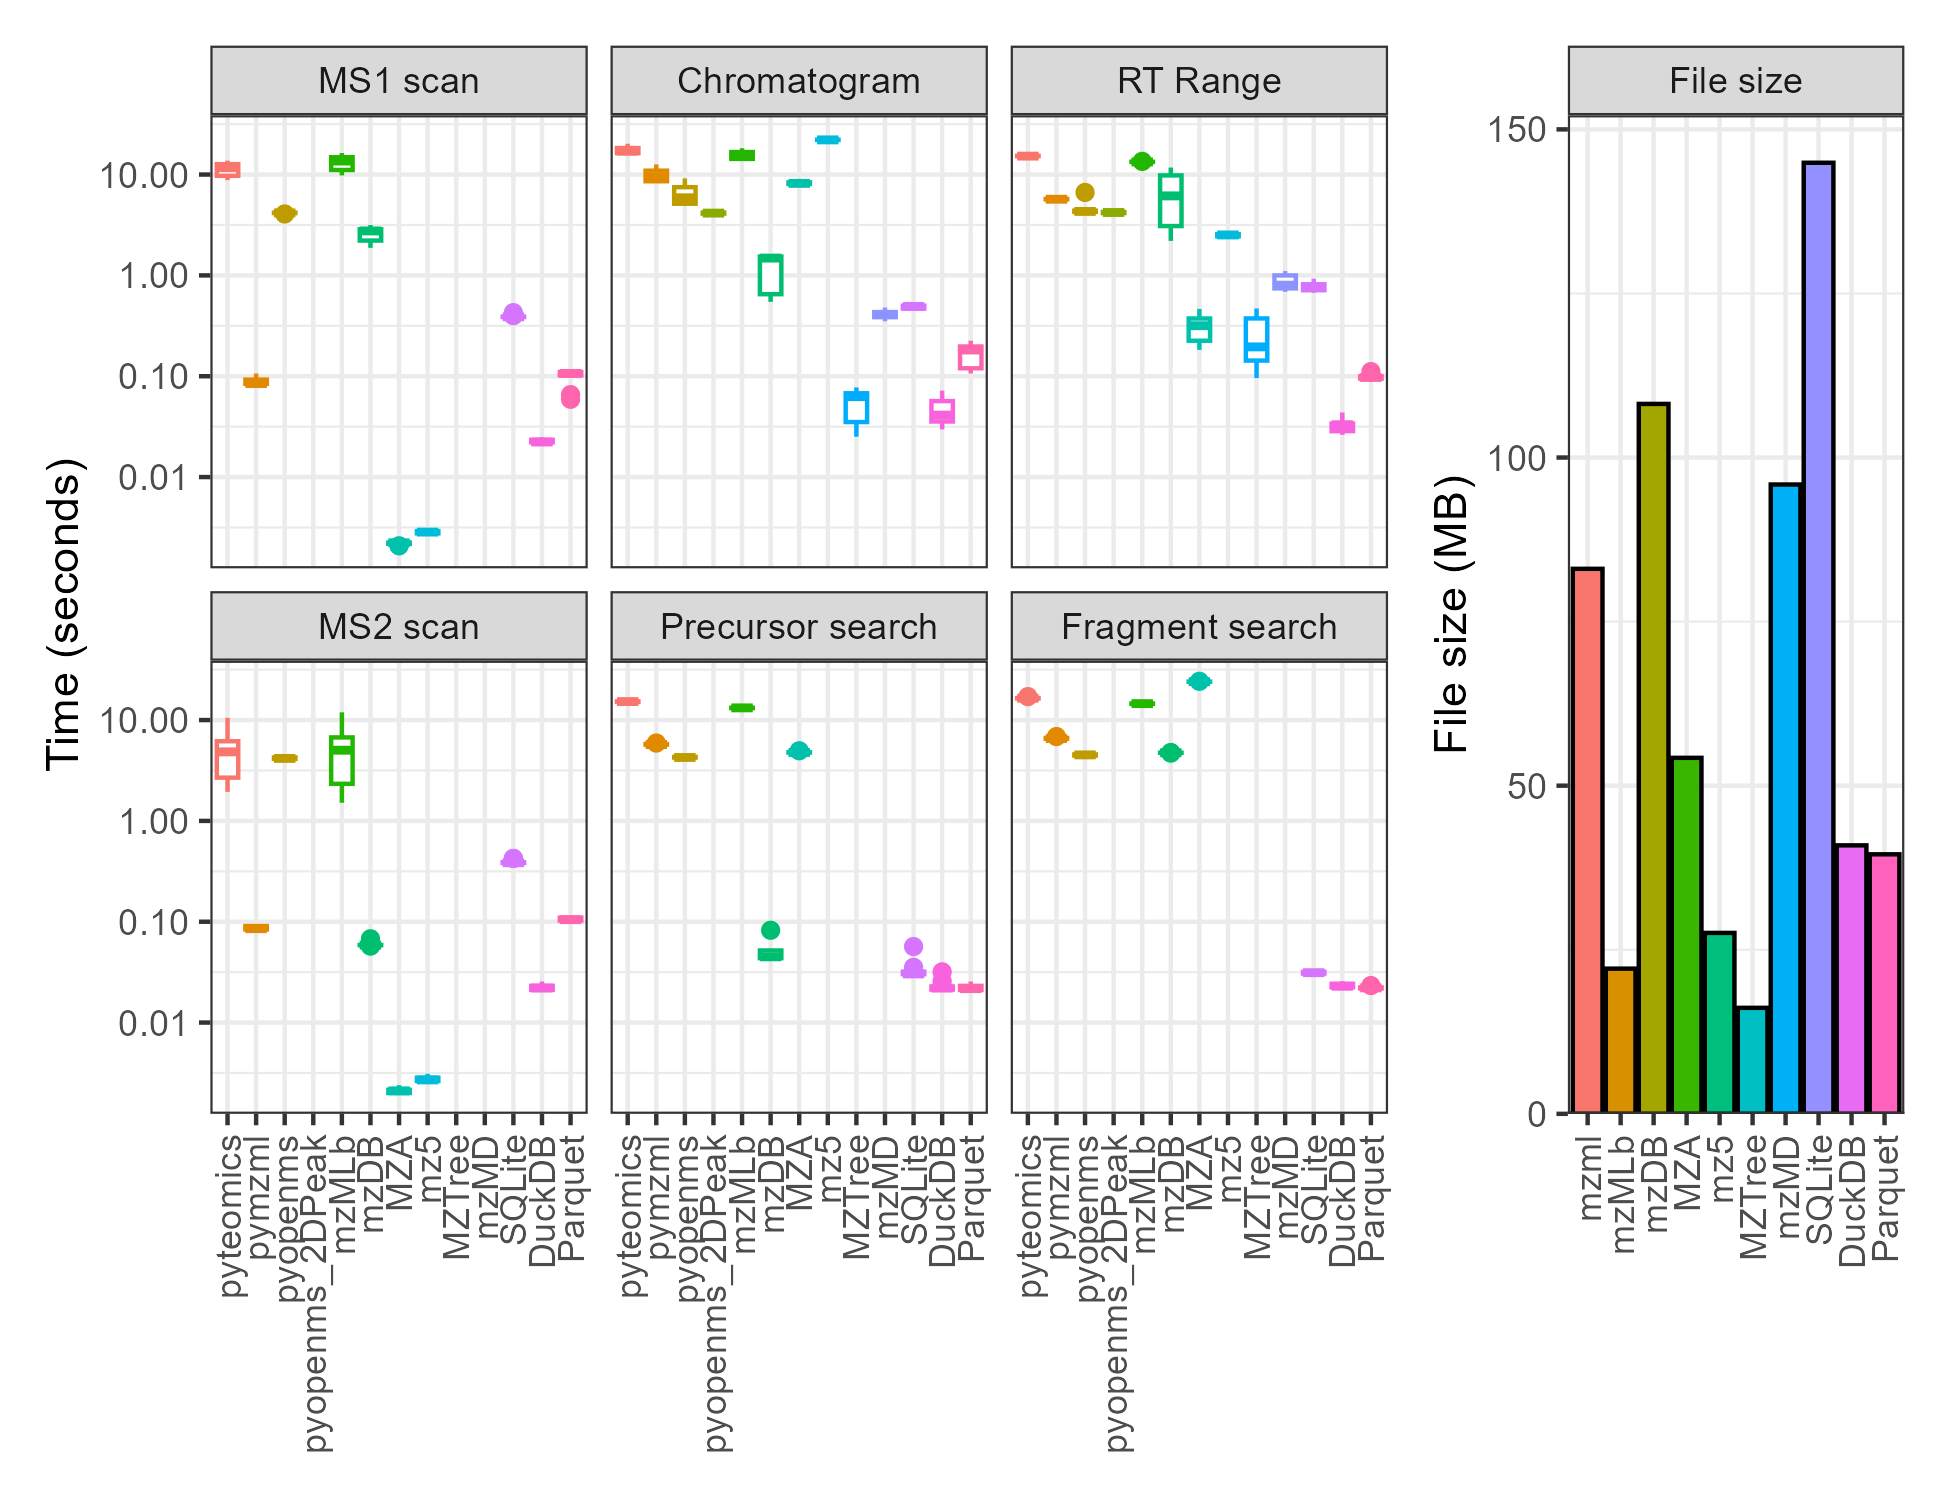 MS1 scan
Chromatogram
RT Range
File size
Time (seconds)
10.00
1.00
0.10
0.01
File size (MB)
150
100
50
0
MS2 scan
Precursor search
Fragment search
10.00
1.00
0.10
0.01
pyteomics
pymzml
pyopenms
pyopenms_2DPeak
mzMLb
mzDB
MZA
mz5
MZTree
mzMD
SQLite
DuckDB
Parquet
pyteomics
pymzml
pyopenms
pyopenms_2DPeak
mzMLb
mzDB
MZA
mz5
MZTree
mzMD
SQLite
DuckDB
Parquet
pyteomics
pymzml
pyopenms
pyopenms_2DPeak
mzMLb
mzDB
MZA
mz5
MZTree
mzMD
SQLite
DuckDB
Parquet
mzml
mzMLb
mzDB
MZA
mz5
MZTree
mzMD
SQLite
DuckDB
Parquet